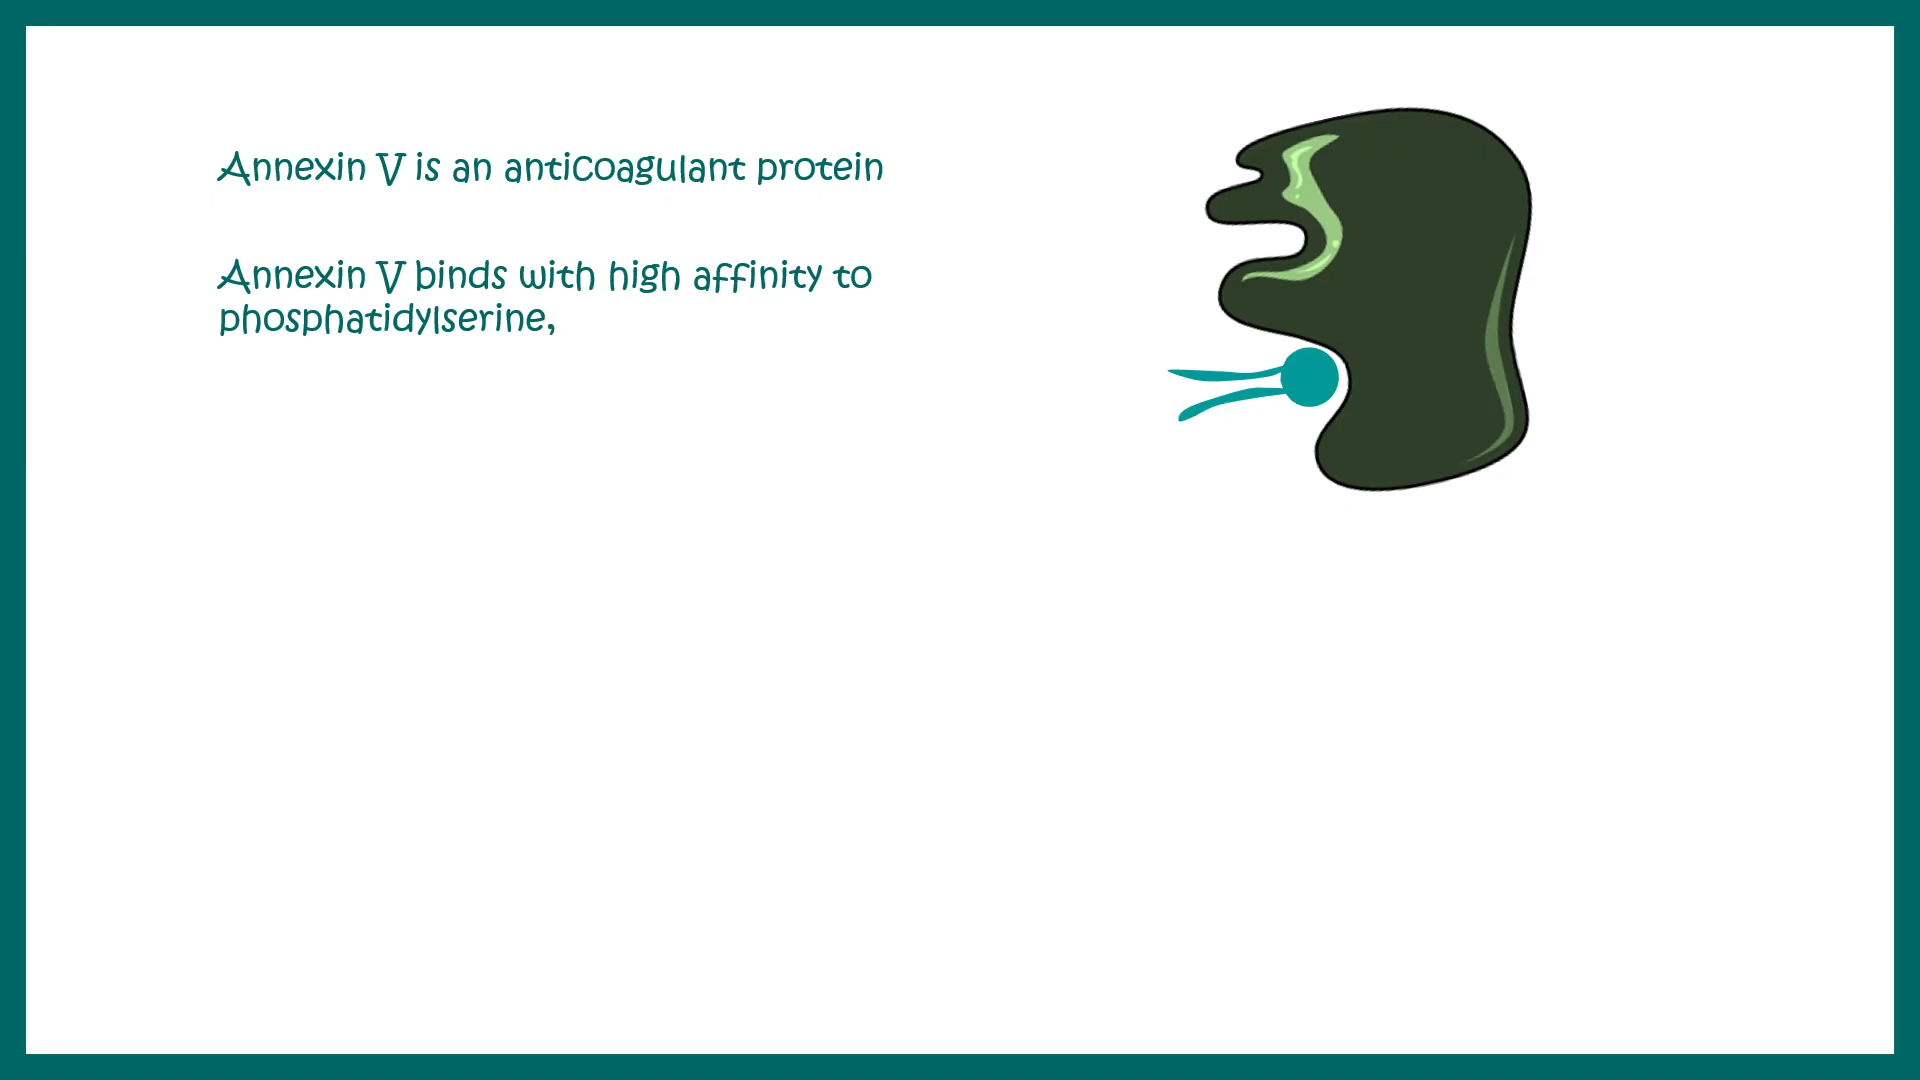 Annexin V is an anticoagulant protein
Annexin V binds with high affinity to
phosphatidylserine,